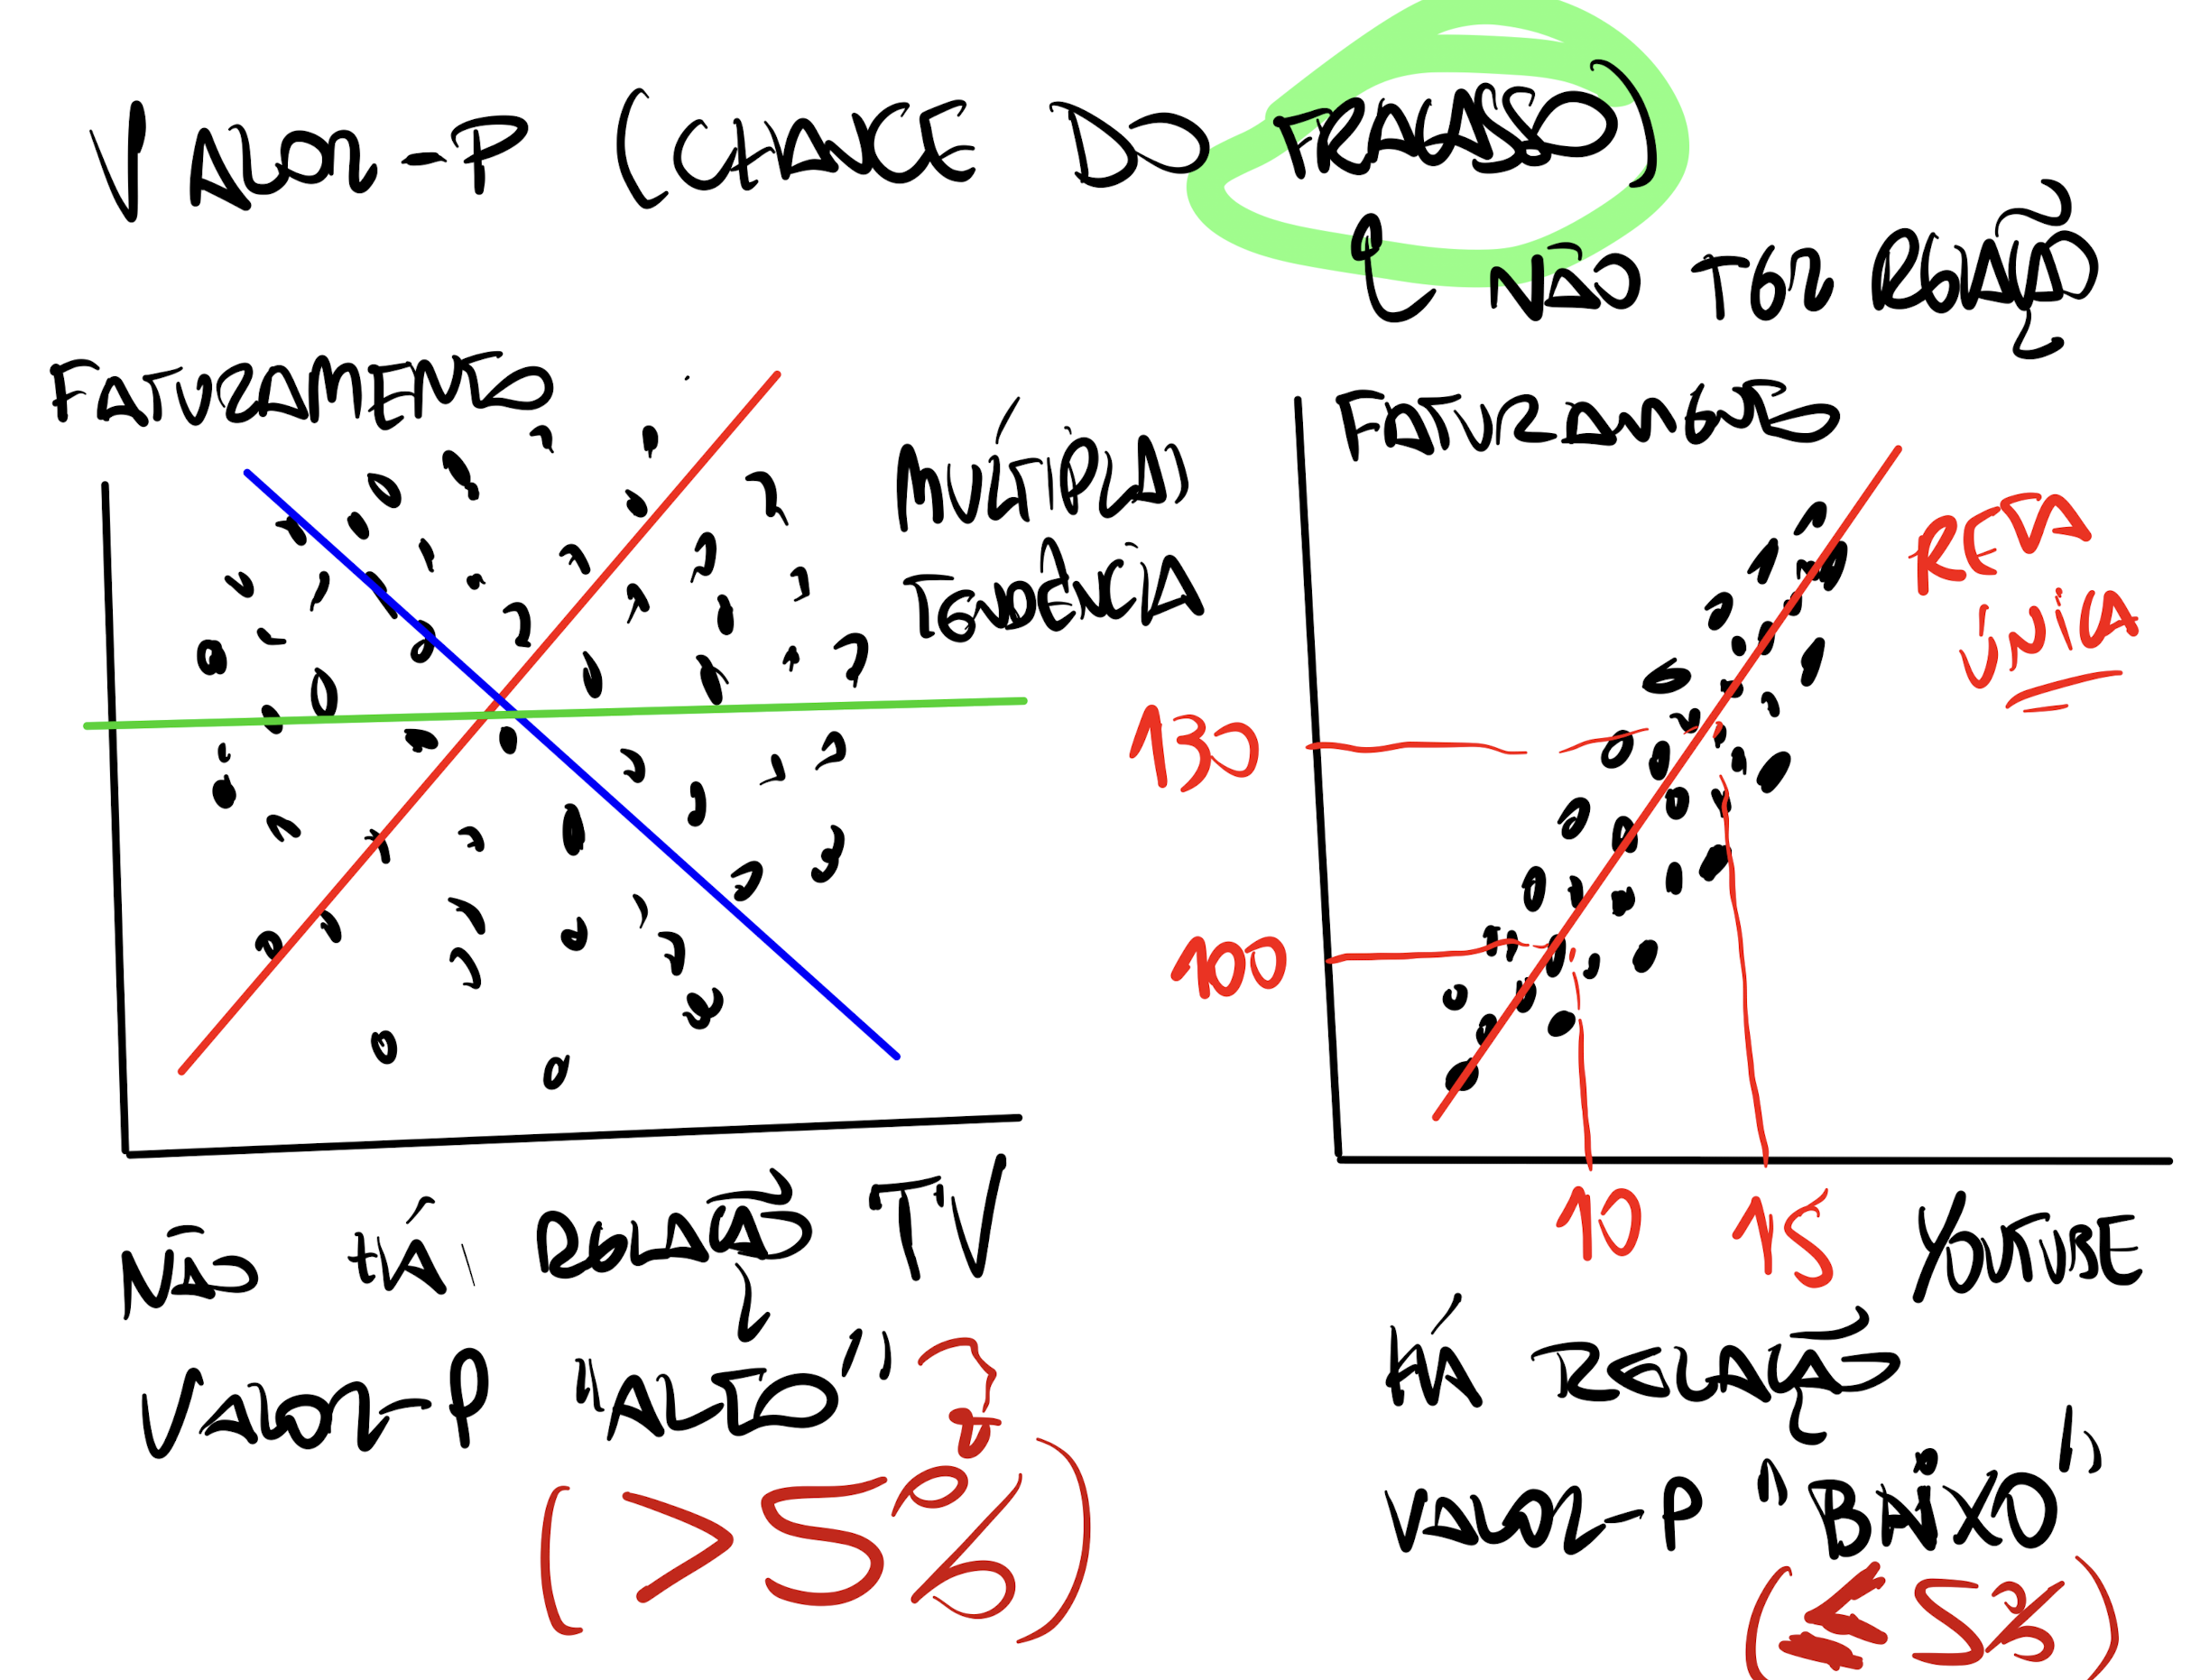 VALOR-P (CHANCE DO FRACASSO)
NÃO TER RELAÇÃO
FATURAMENTO
MÚLTIPLAS
TENDÊNCIA
NÃO HÁ RELAÇÃO TV
VALOR-P "ALTO" ?
(> 5%)
FATURAMENTO
RETA
ÚNICA
130
100
10 15 YOUTUBE
HÁ RELAÇÃO
VALOR-P "BAIXO"
(≤ 5%)